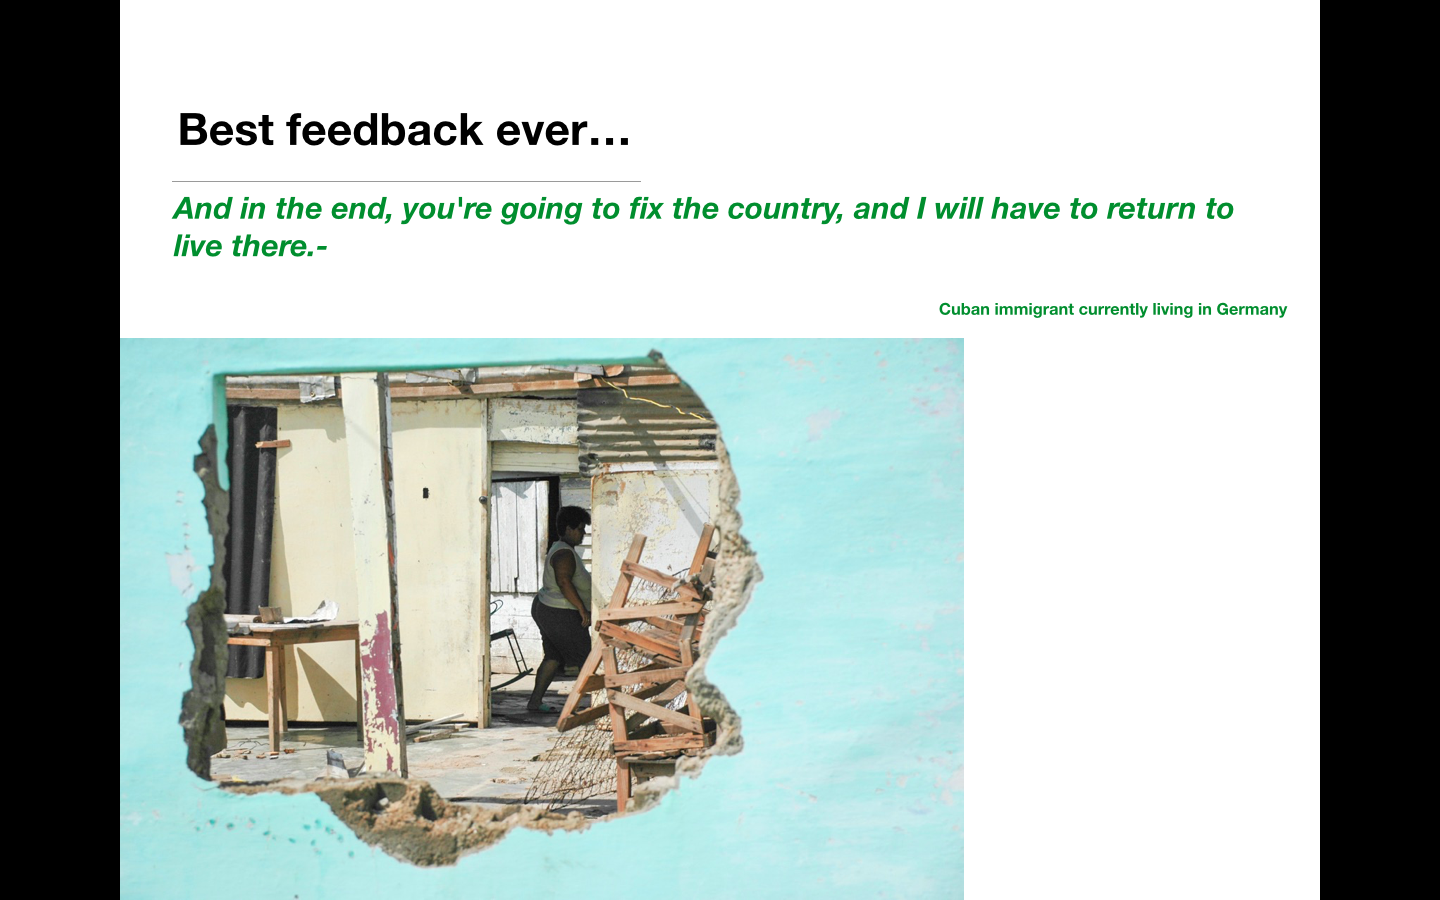 Best feedback ever…
And in the end, you're going to fix the country, and I will have to return to
live there.-
Cuban immigrant currently living in Germany